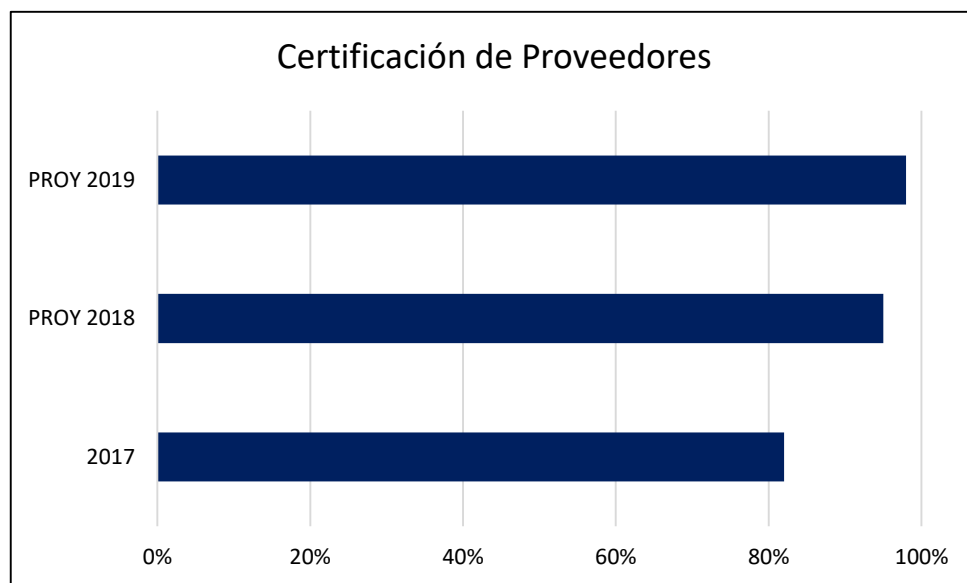 Certificación de Proveedores
PROY 2019
PROY 2018
2017
0% 20% 40% 60% 80% 100%